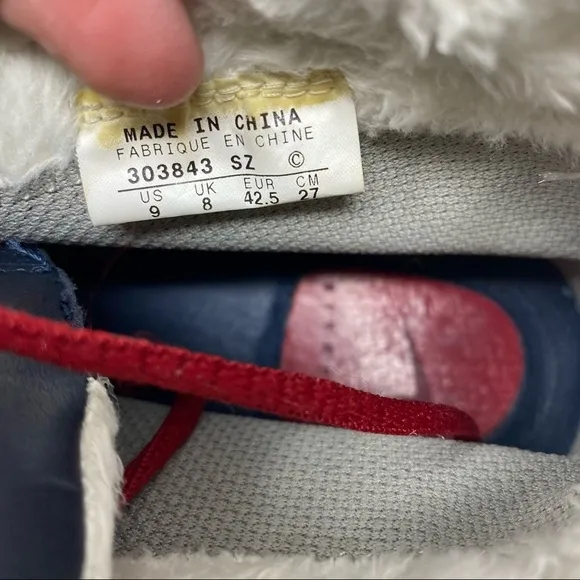 MADE IN CHINA
FABRIQUE EN CHINE
303843 SZ ©
US UK EUR CM
9 8 42.5 27